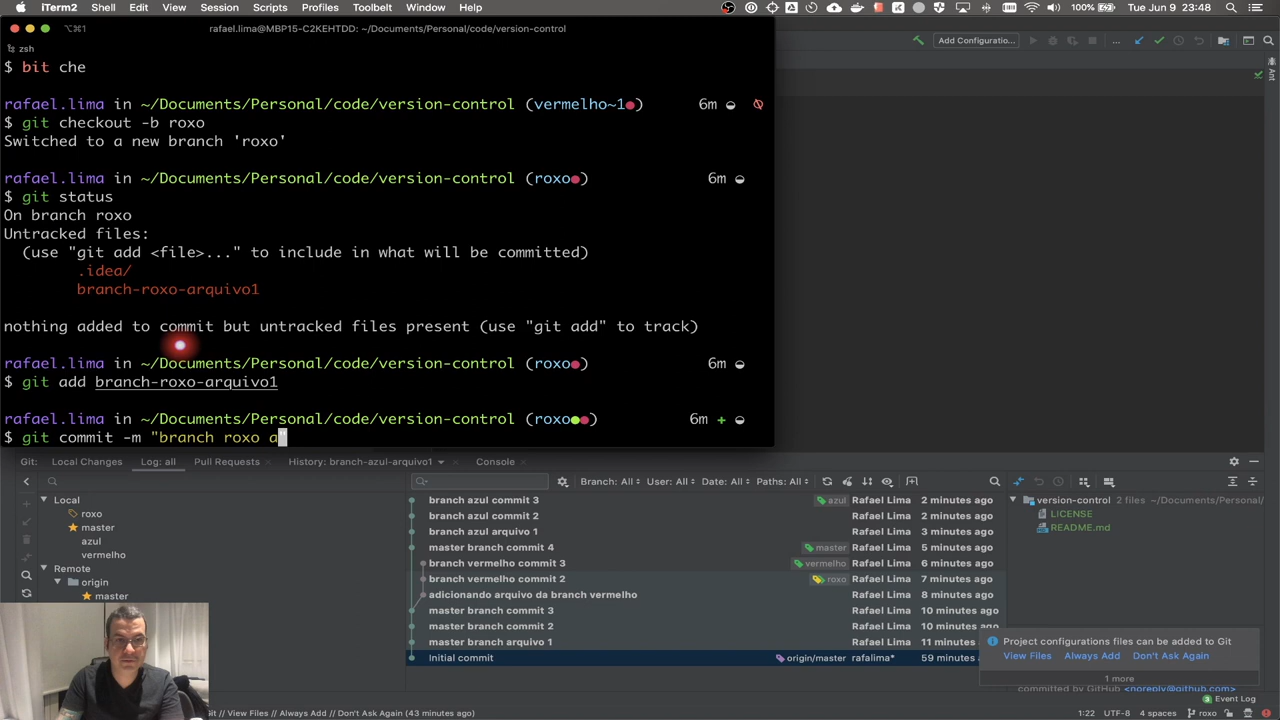 iTerm2 Shell Edit View Session Scripts Profiles Toolbelt Window Help
Tue Jun 9 23:48
rafael.lima@MBP15-C2KEHTDD: ~/Documents/Personal/code/version-control
⌥⌘1
zsh
Add Configuratio...
Ant
$ bit che
rafael.lima in ~/Documents/Personal/code/version-control (vermelho~1●) 6m
$ git checkout -b roxo
Switched to a new branch 'roxo'
rafael.lima in ~/Documents/Personal/code/version-control (roxo●) 6m
$ git status
On branch roxo
Untracked files:
(use "git add <file>..." to include in what will be committed)
.idea/
branch-roxo-arquivo1
nothing added to commit but untracked files present (use "git add" to track)
rafael.lima in ~/Documents/Personal/code/version-control (roxo●) 6m
$ git add branch-roxo-arquivo1
rafael.lima in ~/Documents/Personal/code/version-control (roxo●●) 6m +
$ git commit -m "branch roxo a"
Git: Local Changes Log: all Pull Requests History: branch-azul-arquivo1 Console
Branch: All User: All Date: All Paths: All
Local
roxo
master
azul
vermelho
Remote
origin
master
branch azul commit 3 azul Rafael Lima 2 minutes ago
branch azul commit 2 Rafael Lima 2 minutes ago
branch azul arquivo 1 Rafael Lima 3 minutes ago
master branch commit 4 master Rafael Lima 5 minutes ago
branch vermelho commit 3 vermelho Rafael Lima 6 minutes ago
branch vermelho commit 2 roxo Rafael Lima 7 minutes ago
adicionando arquivo da branch vermelho Rafael Lima 8 minutes ago
master branch commit 3 Rafael Lima 10 minutes ago
master branch commit 2 Rafael Lima 10 minutes ago
master branch arquivo 1 Rafael Lima 11 minutes ago
Initial commit origin/master rafalima* 59 minutes ago
version-control 2 files ~/Documents/Personal/
LICENSE
README.md
Project configurations files can be added to Git
View Files Always Add Don't Ask Again
1 more
committed by GitHub <noreply@github.com>
3 Event Log
Git // View Files // Always Add // Don't Ask Again (43 minutes ago)
1:22 UTF-8 4 spaces roxo